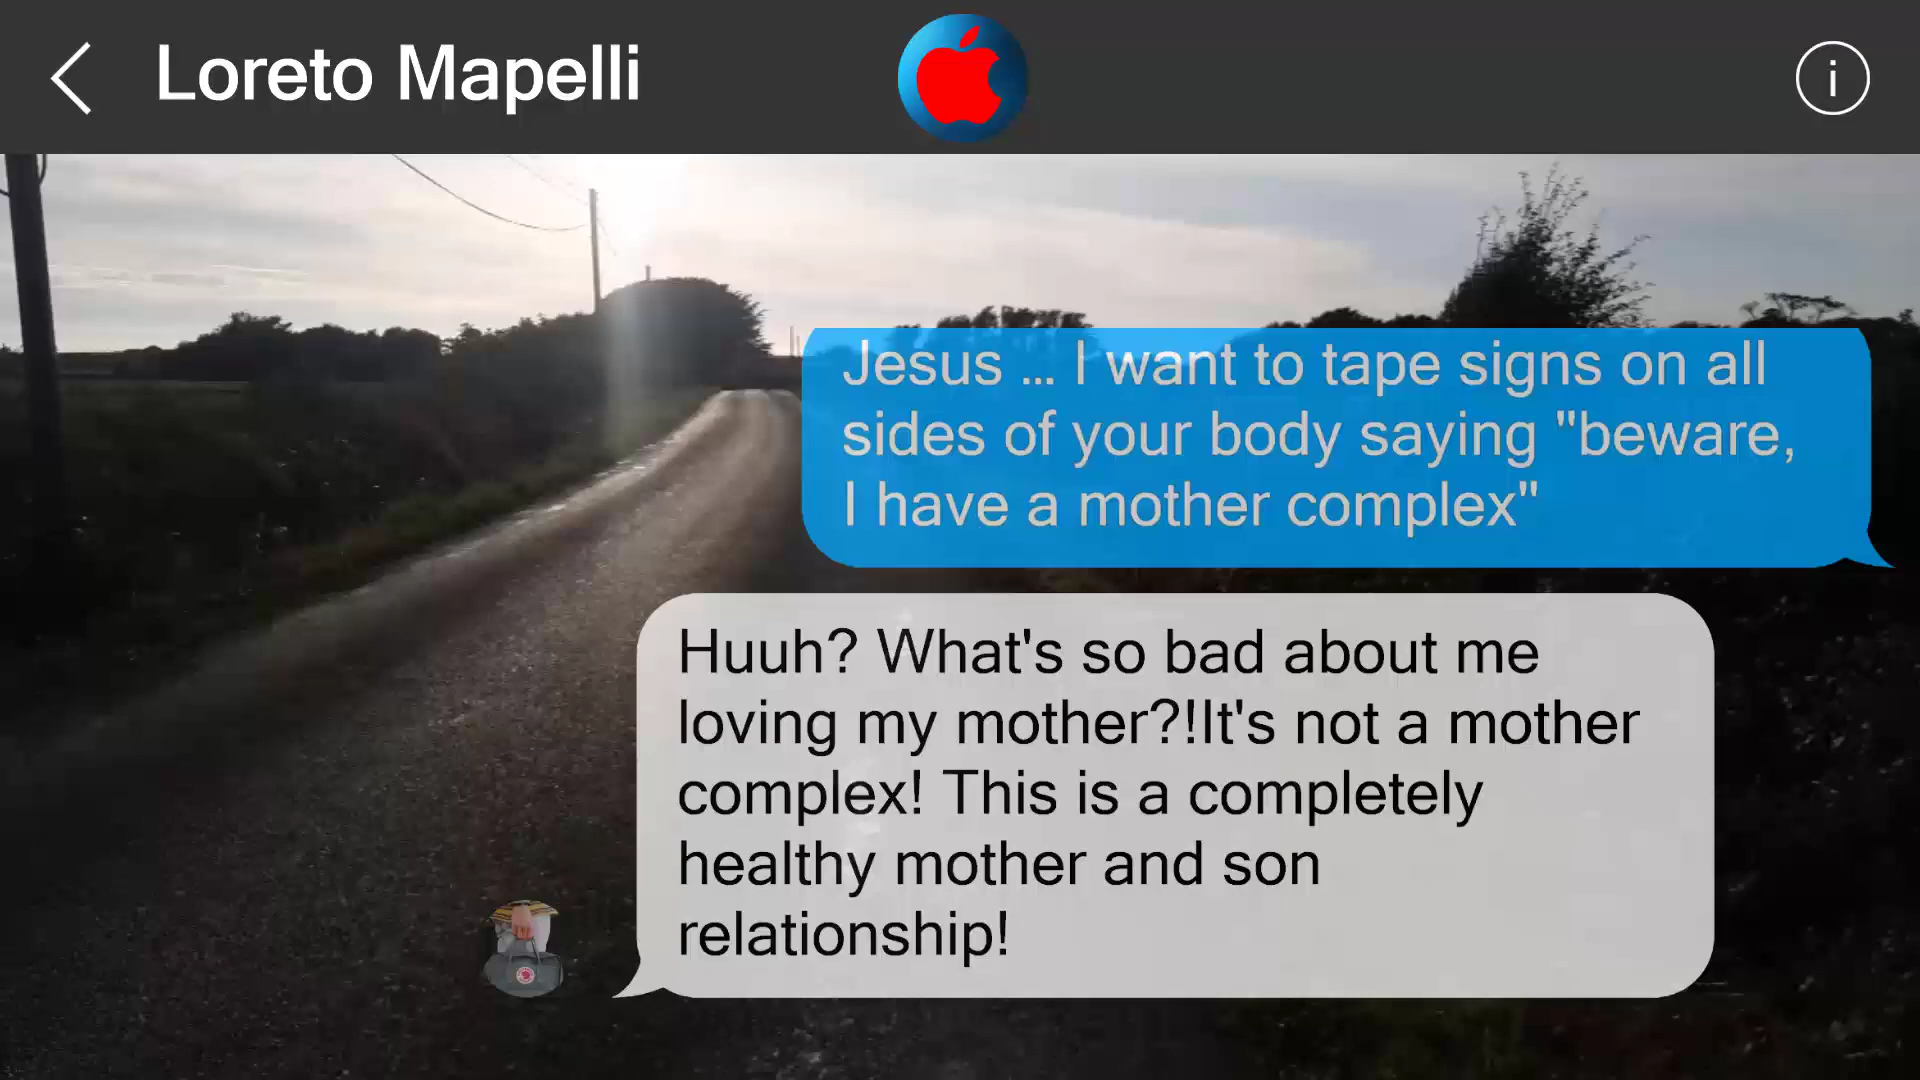 Loreto Mapelli
i
Jesus ... I want to tape signs on all
sides of your body saying "beware,
I have a mother complex"
Huuh? What's so bad about me
loving my mother?!It's not a mother
complex! This is a completely
healthy mother and son
relationship!